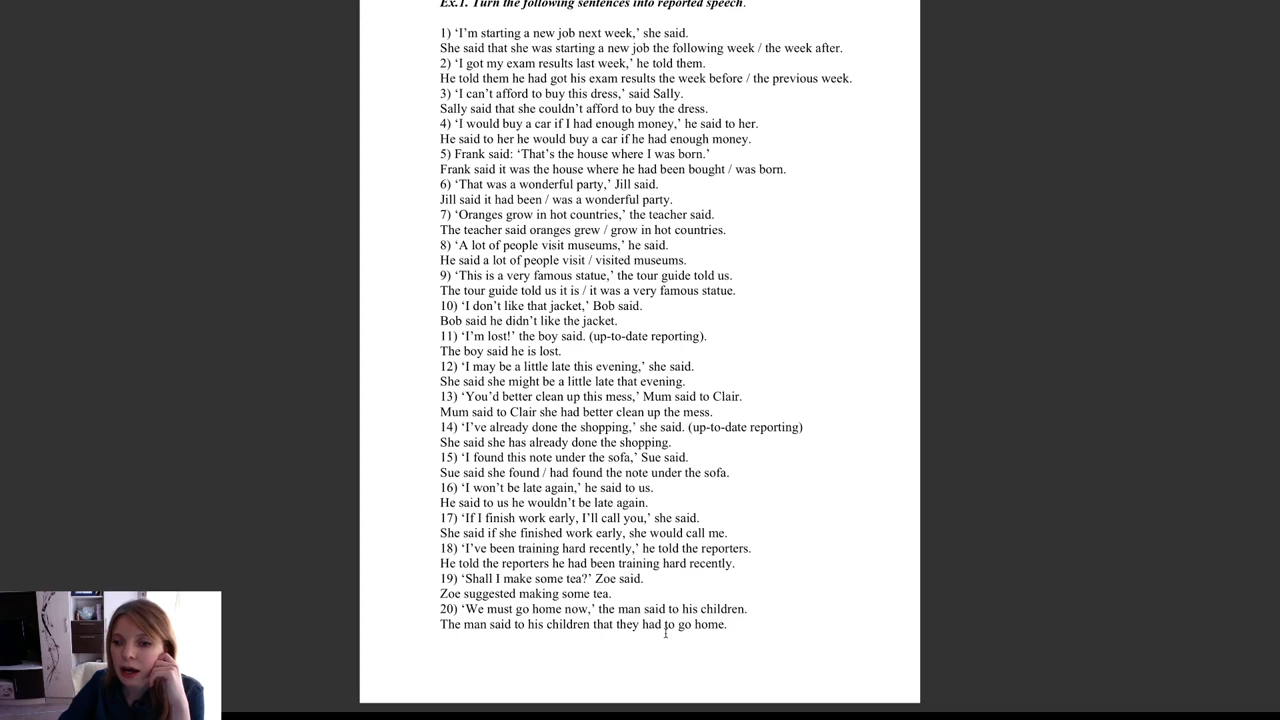 Ex.1. Turn the following sentences into reported speech.
1) ‘I’m starting a new job next week,’ she said.
She said that she was starting a new job the following week / the week after.
2) ‘I got my exam results last week,’ he told them.
He told them he had got his exam results the week before / the previous week.
3) ‘I can’t afford to buy this dress,’ said Sally.
Sally said that she couldn’t afford to buy the dress.
4) ‘I would buy a car if I had enough money,’ he said to her.
He said to her he would buy a car if he had enough money.
5) Frank said: ‘That’s the house where I was born.’
Frank said it was the house where he had been bought / was born.
6) ‘That was a wonderful party,’ Jill said.
Jill said it had been / was a wonderful party.
7) ‘Oranges grow in hot countries,’ the teacher said.
The teacher said oranges grew / grow in hot countries.
8) ‘A lot of people visit museums,’ he said.
He said a lot of people visit / visited museums.
9) ‘This is a very famous statue,’ the tour guide told us.
The tour guide told us it is / it was a very famous statue.
10) ‘I don’t like that jacket,’ Bob said.
Bob said he didn’t like the jacket.
11) ‘I’m lost!’ the boy said. (up-to-date reporting).
The boy said he is lost.
12) ‘I may be a little late this evening,’ she said.
She said she might be a little late that evening.
13) ‘You’d better clean up this mess,’ Mum said to Clair.
Mum said to Clair she had better clean up the mess.
14) ‘I’ve already done the shopping,’ she said. (up-to-date reporting)
She said she has already done the shopping.
15) ‘I found this note under the sofa,’ Sue said.
Sue said she found / had found the note under the sofa.
16) ‘I won’t be late again,’ he said to us.
He said to us he wouldn’t be late again.
17) ‘If I finish work early, I’ll call you,’ she said.
She said if she finished work early, she would call me.
18) ‘I’ve been training hard recently,’ he told the reporters.
He told the reporters he had been training hard recently.
19) ‘Shall I make some tea?’ Zoe said.
Zoe suggested making some tea.
20) ‘We must go home now,’ the man said to his children.
The man said to his children that they had to go home.